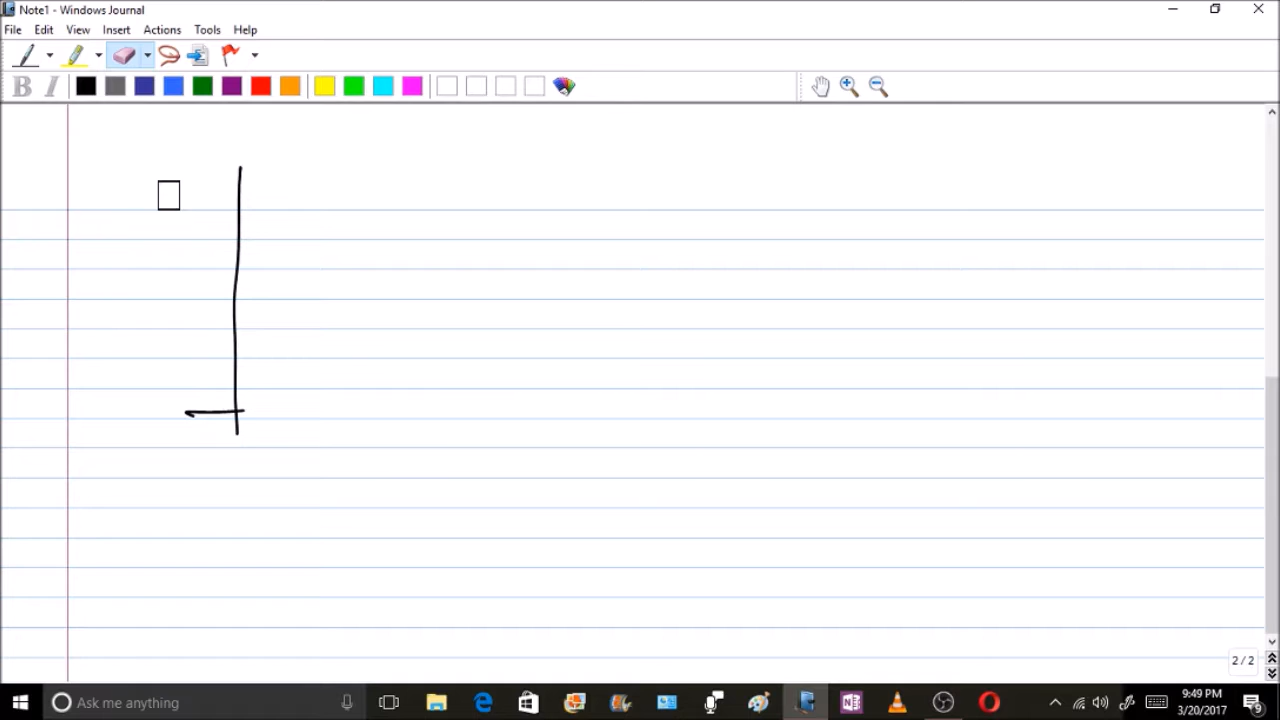 Note1 - Windows Journal
File Edit View Insert Actions Tools Help
B I
2 / 2
Ask me anything
9:49 PM
3/20/2017
9